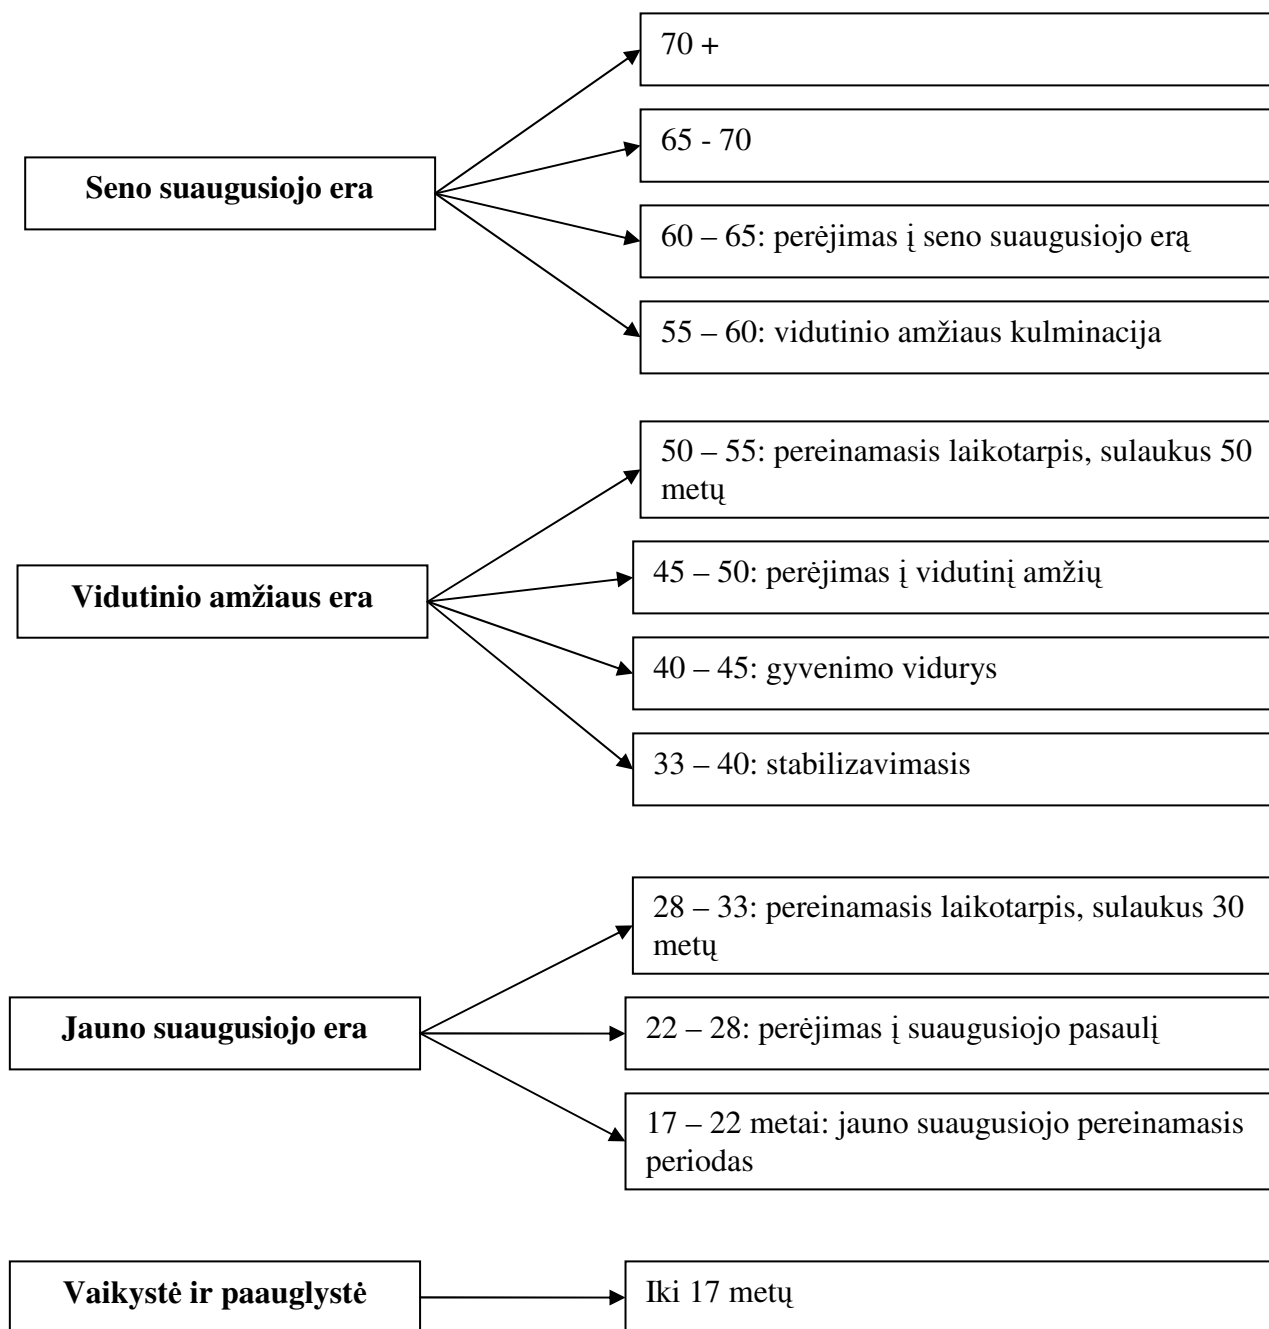 70 +
65 - 70
Seno suaugusiojo era
60 – 65: perėjimas į seno suaugusiojo erą
55 – 60: vidutinio amžiaus kulminacija
50 – 55: pereinamasis laikotarpis, sulaukus 50
metų
45 – 50: perėjimas į vidutinį amžių
Vidutinio amžiaus era
40 – 45: gyvenimo vidurys
33 – 40: stabilizavimasis
28 – 33: pereinamasis laikotarpis, sulaukus 30
metų
Jauno suaugusiojo era
22 – 28: perėjimas į suaugusiojo pasaulį
17 – 22 metai: jauno suaugusiojo pereinamasis
periodas
Vaikystė ir paauglystė
Iki 17 metų